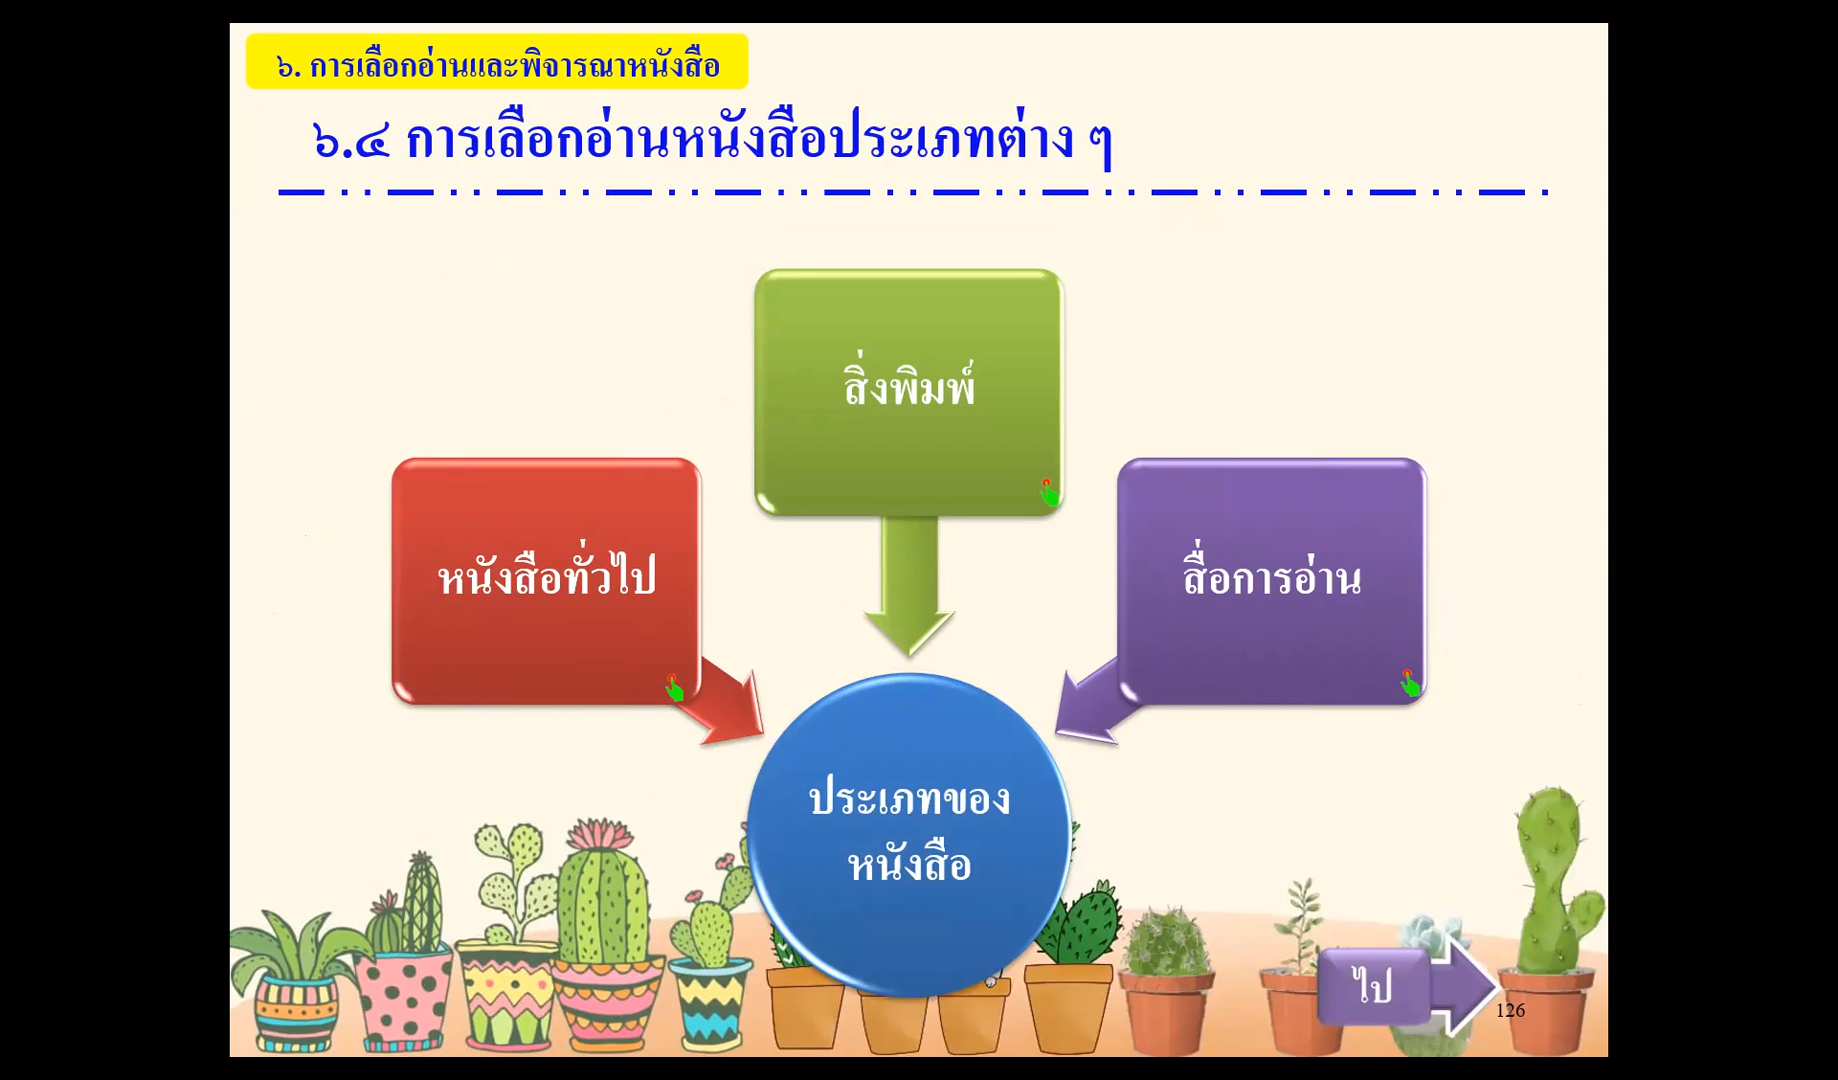 ๖. การเลือกอ่านและพิจารณาหนังสือ
๖.๔ การเลือกอ่านหนังสือประเภทต่าง ๆ
สิ่งพิมพ์
หนังสือทั่วไป
สื่อการอ่าน
ประเภทของ
หนังสือ
ไป
126